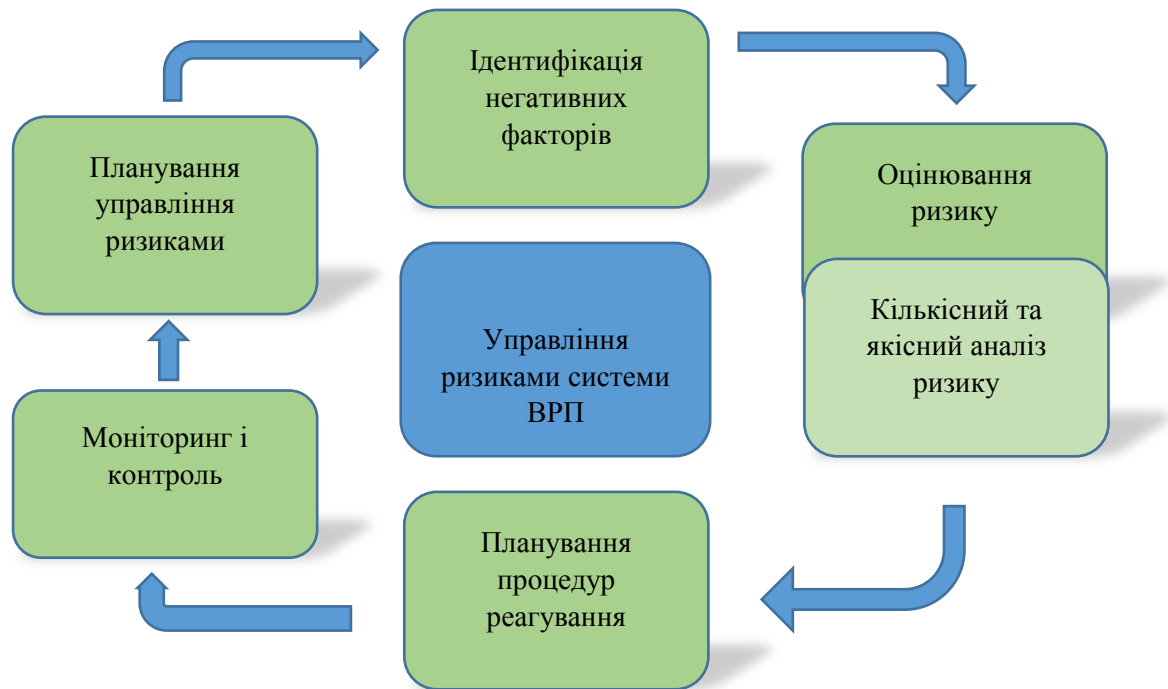 Ідентифікація
негативних
факторів
Планування
управління
ризиками
Оцінювання
ризику
Управління
ризиками системи
ВРП
Кількісний та
якісний аналіз
ризику
Моніторинг і
контроль
Планування
процедур
реагування